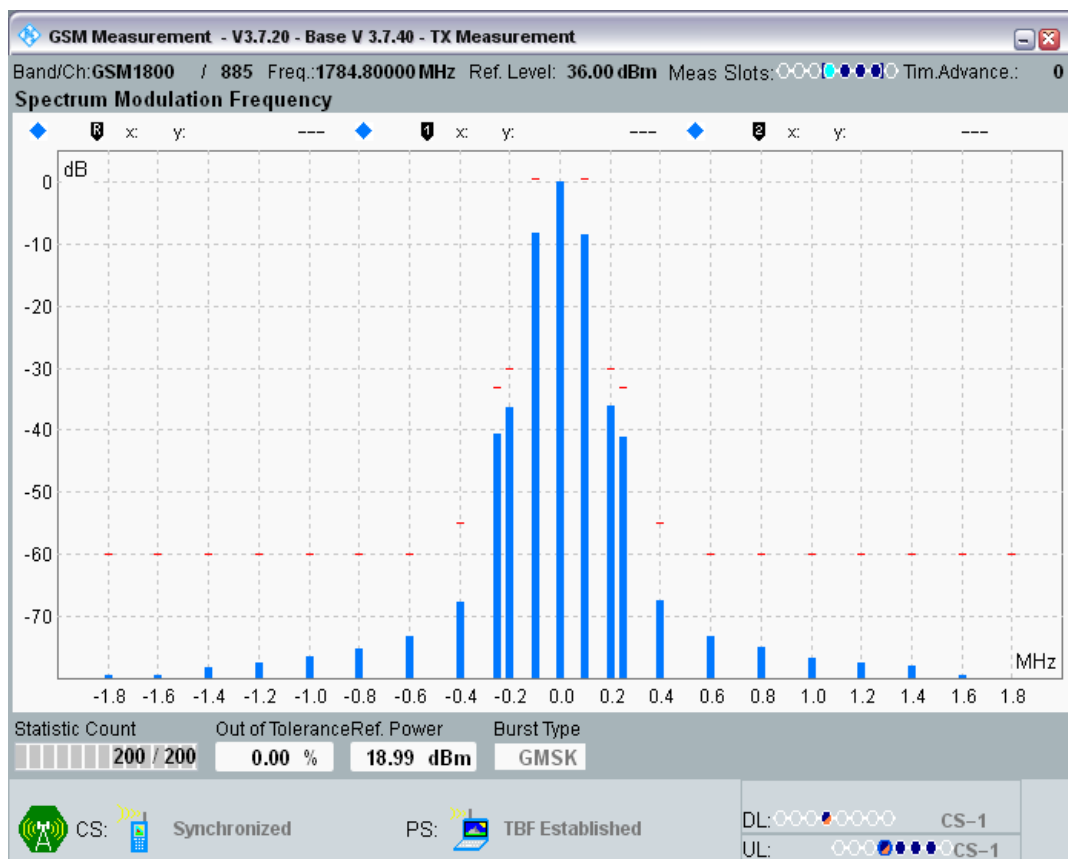 GSM Measurement - V3.7.20 - Base V 3.7.40 - TX Measurement
Band/Ch:GSM1800 / 885 Freq.:1784.80000 MHz Ref. Level: 36.00 dBm Meas Slots: Tim.Advance.: 0
Spectrum Modulation Frequency
R x: y: --- 1 x: y: --- 2 x: y: ---
dB
0
-10
-20
-30
-40
-50
-60
-70
MHz
-1.8 -1.6 -1.4 -1.2 -1.0 -0.8 -0.6 -0.4 -0.2 0.0 0.2 0.4 0.6 0.8 1.0 1.2 1.4 1.6 1.8
Statistic Count Out of Tolerance Ref. Power Burst Type
200 / 200 0.00 % 18.99 dBm GMSK
CS: Synchronized PS: TBF Established
DL: CS-1
UL: CS-1